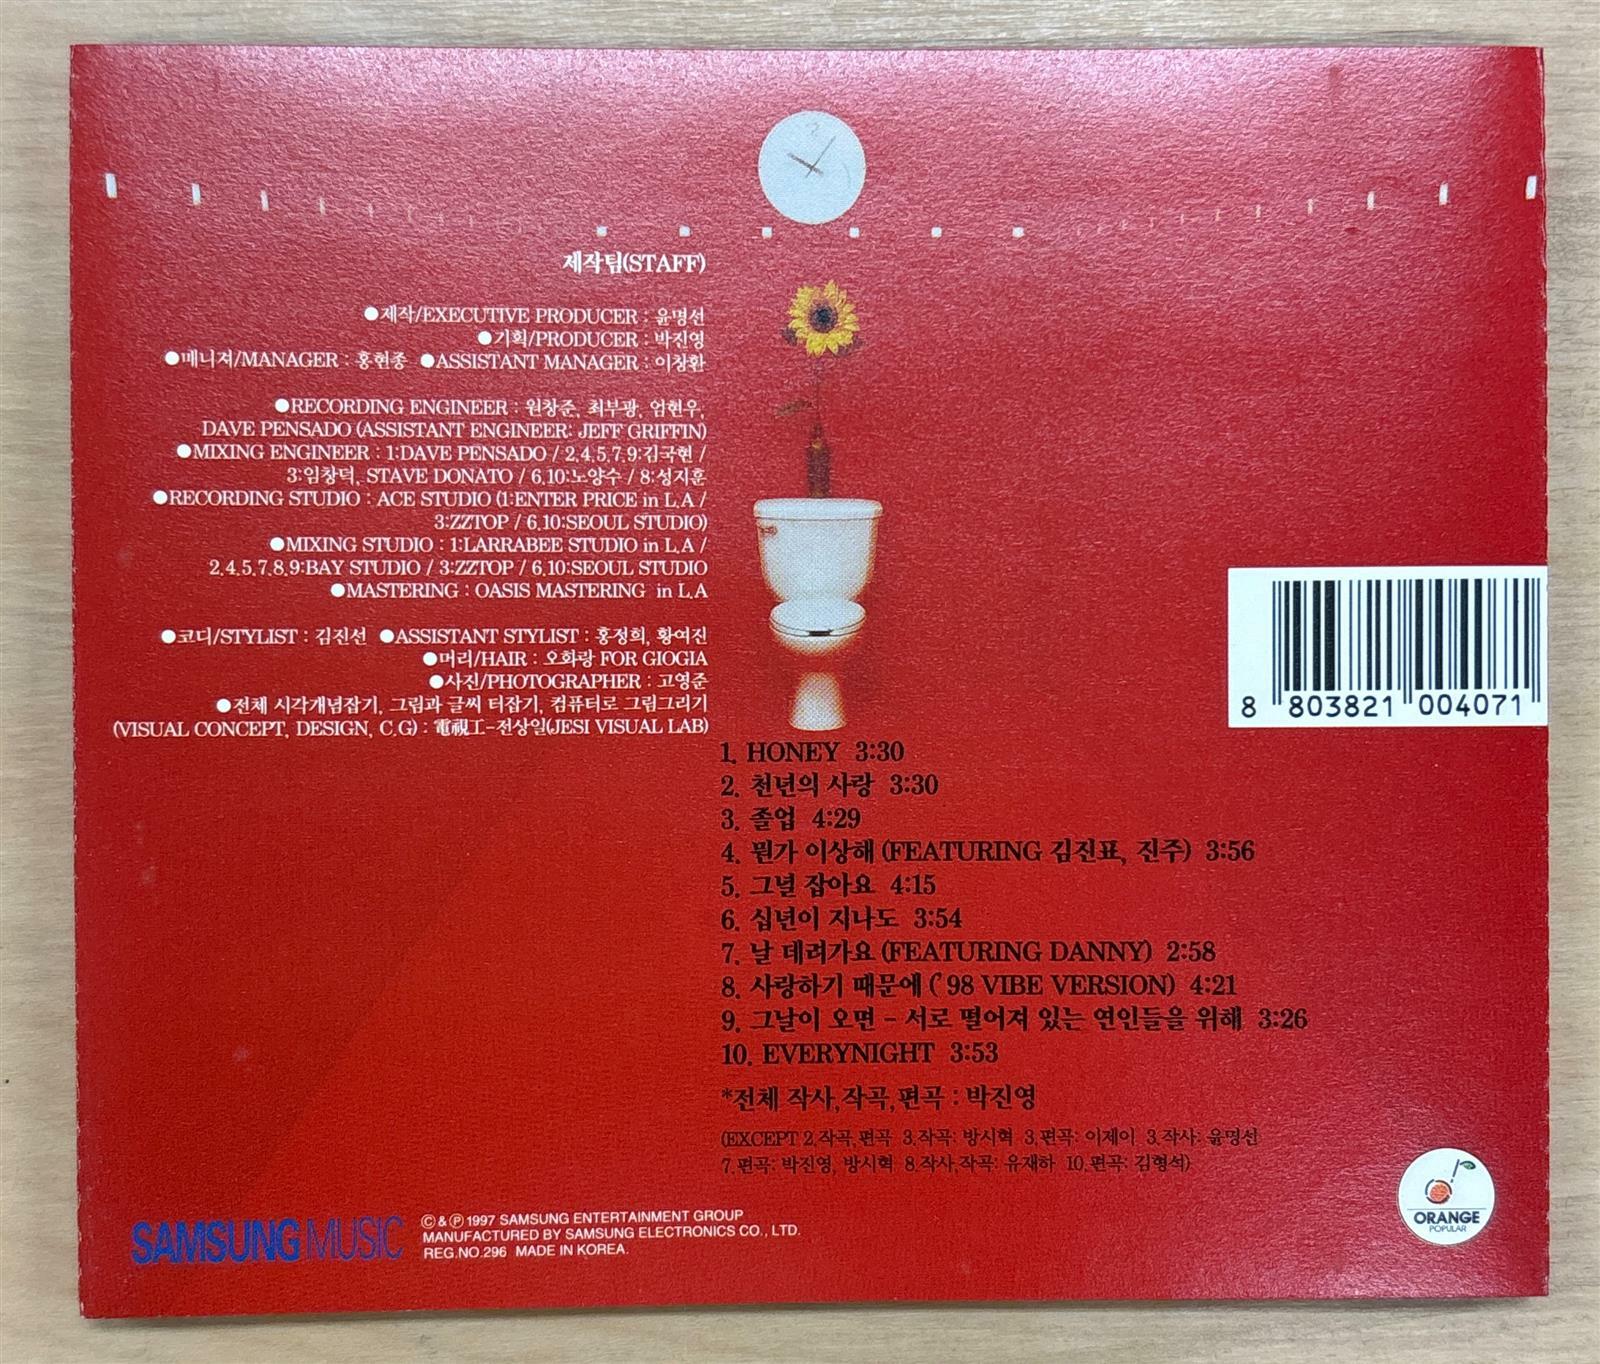 제작팀(STAFF)
●제작/EXECUTIVE PRODUCER : 윤명선
●기획/PRODUCER : 박진영
●매니져/MANAGER : 홍현종 ●ASSISTANT MANAGER : 이창환
●RECORDING ENGINEER : 원창준, 최부광, 엄현우,
DAVE PENSADO (ASSISTANT ENGINEER: JEFF GRIFFIN)
●MIXING ENGINEER : 1:DAVE PENSADO / 2,4,5,7,9:김국현 /
3:임창덕, STAVE DONATO / 6,10:노양수 / 8:성지훈
●RECORDING STUDIO : ACE STUDIO (1:ENTER PRICE in L.A /
3:ZZTOP / 6,10:SEOUL STUDIO)
●MIXING STUDIO : 1:LARRABEE STUDIO in L.A /
2,4,5,7,8,9:BAY STUDIO / 3:ZZTOP / 6,10:SEOUL STUDIO
●MASTERING : OASIS MASTERING in L.A
●코디/STYLIST : 김진선 ●ASSISTANT STYLIST : 홍정희, 황여진
●머리/HAIR : 오화랑 FOR GIOGIA
●사진/PHOTOGRAPHER : 고영준
●전체 시각개념잡기, 그림과 글씨 터잡기, 컴퓨터로 그림그리기
(VISUAL CONCEPT, DESIGN, C.G) : 電視工-전상일(JESI VISUAL LAB)
8 803821 004071
1. HONEY 3:30
2. 천년의 사랑 3:30
3. 졸업 4:29
4. 뭔가 이상해 (FEATURING 김진표, 진주) 3:56
5. 그녈 잡아요 4:15
6. 십년이 지나도 3:54
7. 날 데려가요 (FEATURING DANNY) 2:58
8. 사랑하기 때문에 ('98 VIBE VERSION) 4:21
9. 그날이 오면 - 서로 떨어져 있는 연인들을 위해 3:26
10. EVERYNIGHT 3:53
*전체 작사,작곡,편곡 : 박진영
(EXCEPT 2.작곡,편곡 3.작곡: 방시혁 3.편곡: 이제이 3.작사: 윤명선
7.편곡: 박진영, 방시혁 8.작사,작곡: 유재하 10.편곡: 김형석)
SAMSUNG MUSIC
© & ℗ 1997 SAMSUNG ENTERTAINMENT GROUP
MANUFACTURED BY SAMSUNG ELECTRONICS CO., LTD.
REG.NO.296 MADE IN KOREA.
ORANGE
POPULAR